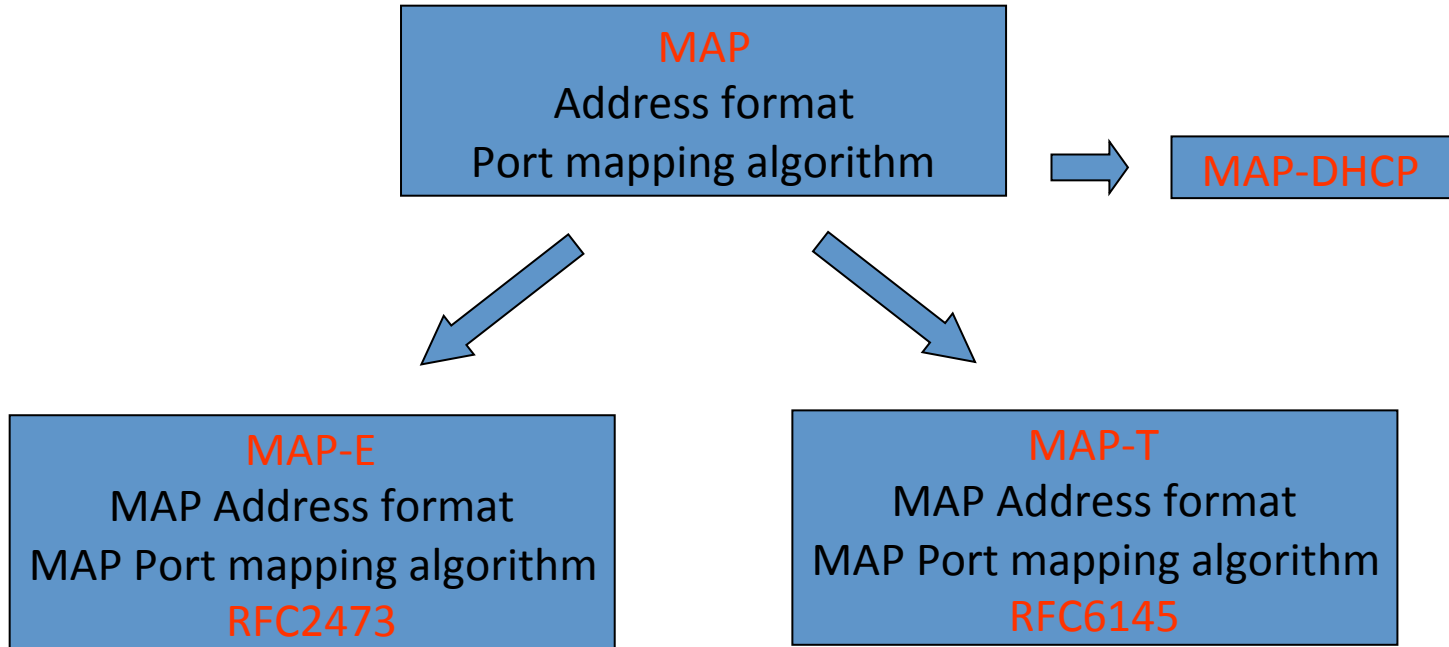 MAP
Address format
Port mapping algorithm
MAP-DHCP
MAP-E
MAP Address format
MAP Port mapping algorithm
RFC2473
MAP-T
MAP Address format
MAP Port mapping algorithm
RFC6145